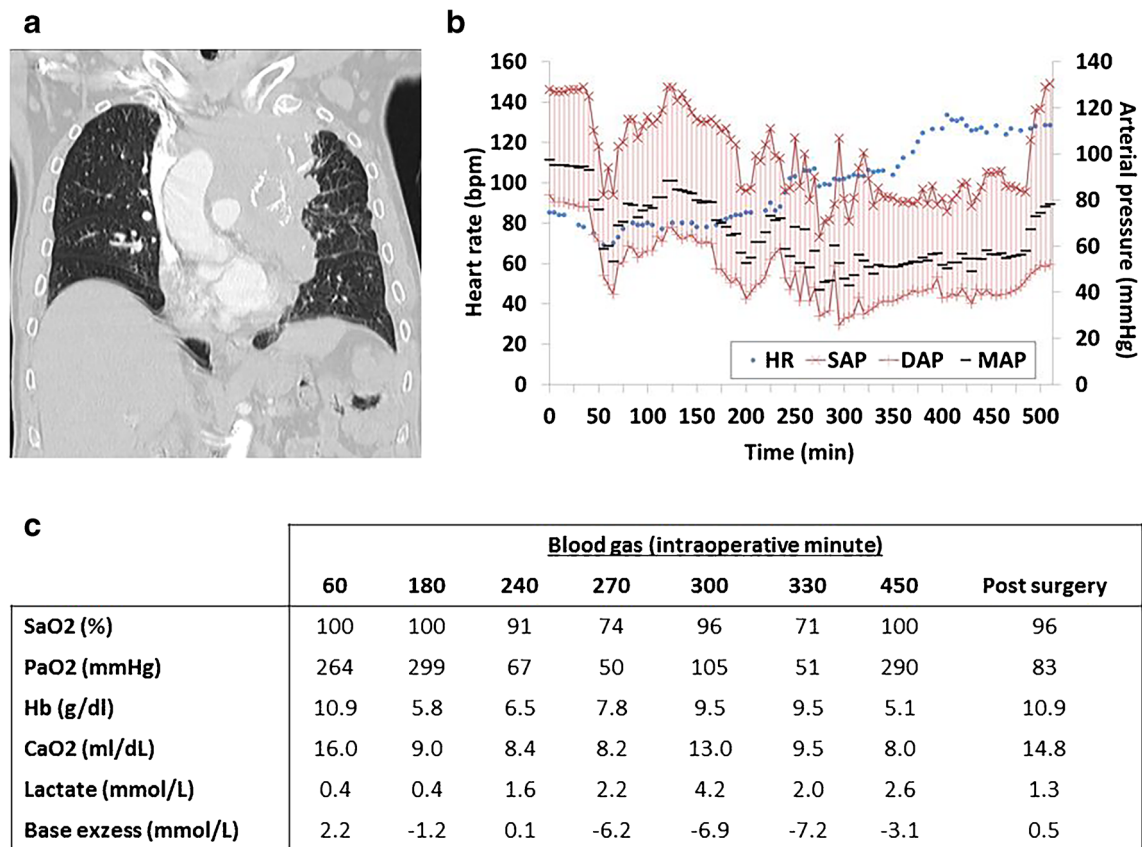 a
b
Heart rate (bpm)
160
140
120
100
80
60
40
20
0
140
120
100
80
60
40
20
0
Arterial pressure (mmHg)
HR SAP DAP MAP
0 50 100 150 200 250 300 350 400 450 500
Time (min)
c
Blood gas (intraoperative minute)
60 180 240 270 300 330 450 Post surgery
SaO2 (%) 100 100 91 74 96 71 100 96
PaO2 (mmHg) 264 299 67 50 105 51 290 83
Hb (g/dl) 10.9 5.8 6.5 7.8 9.5 9.5 5.1 10.9
CaO2 (ml/dL) 16.0 9.0 8.4 8.2 13.0 9.5 8.0 14.8
Lactate (mmol/L) 0.4 0.4 1.6 2.2 4.2 2.0 2.6 1.3
Base exzess (mmol/L) 2.2 -1.2 0.1 -6.2 -6.9 -7.2 -3.1 0.5